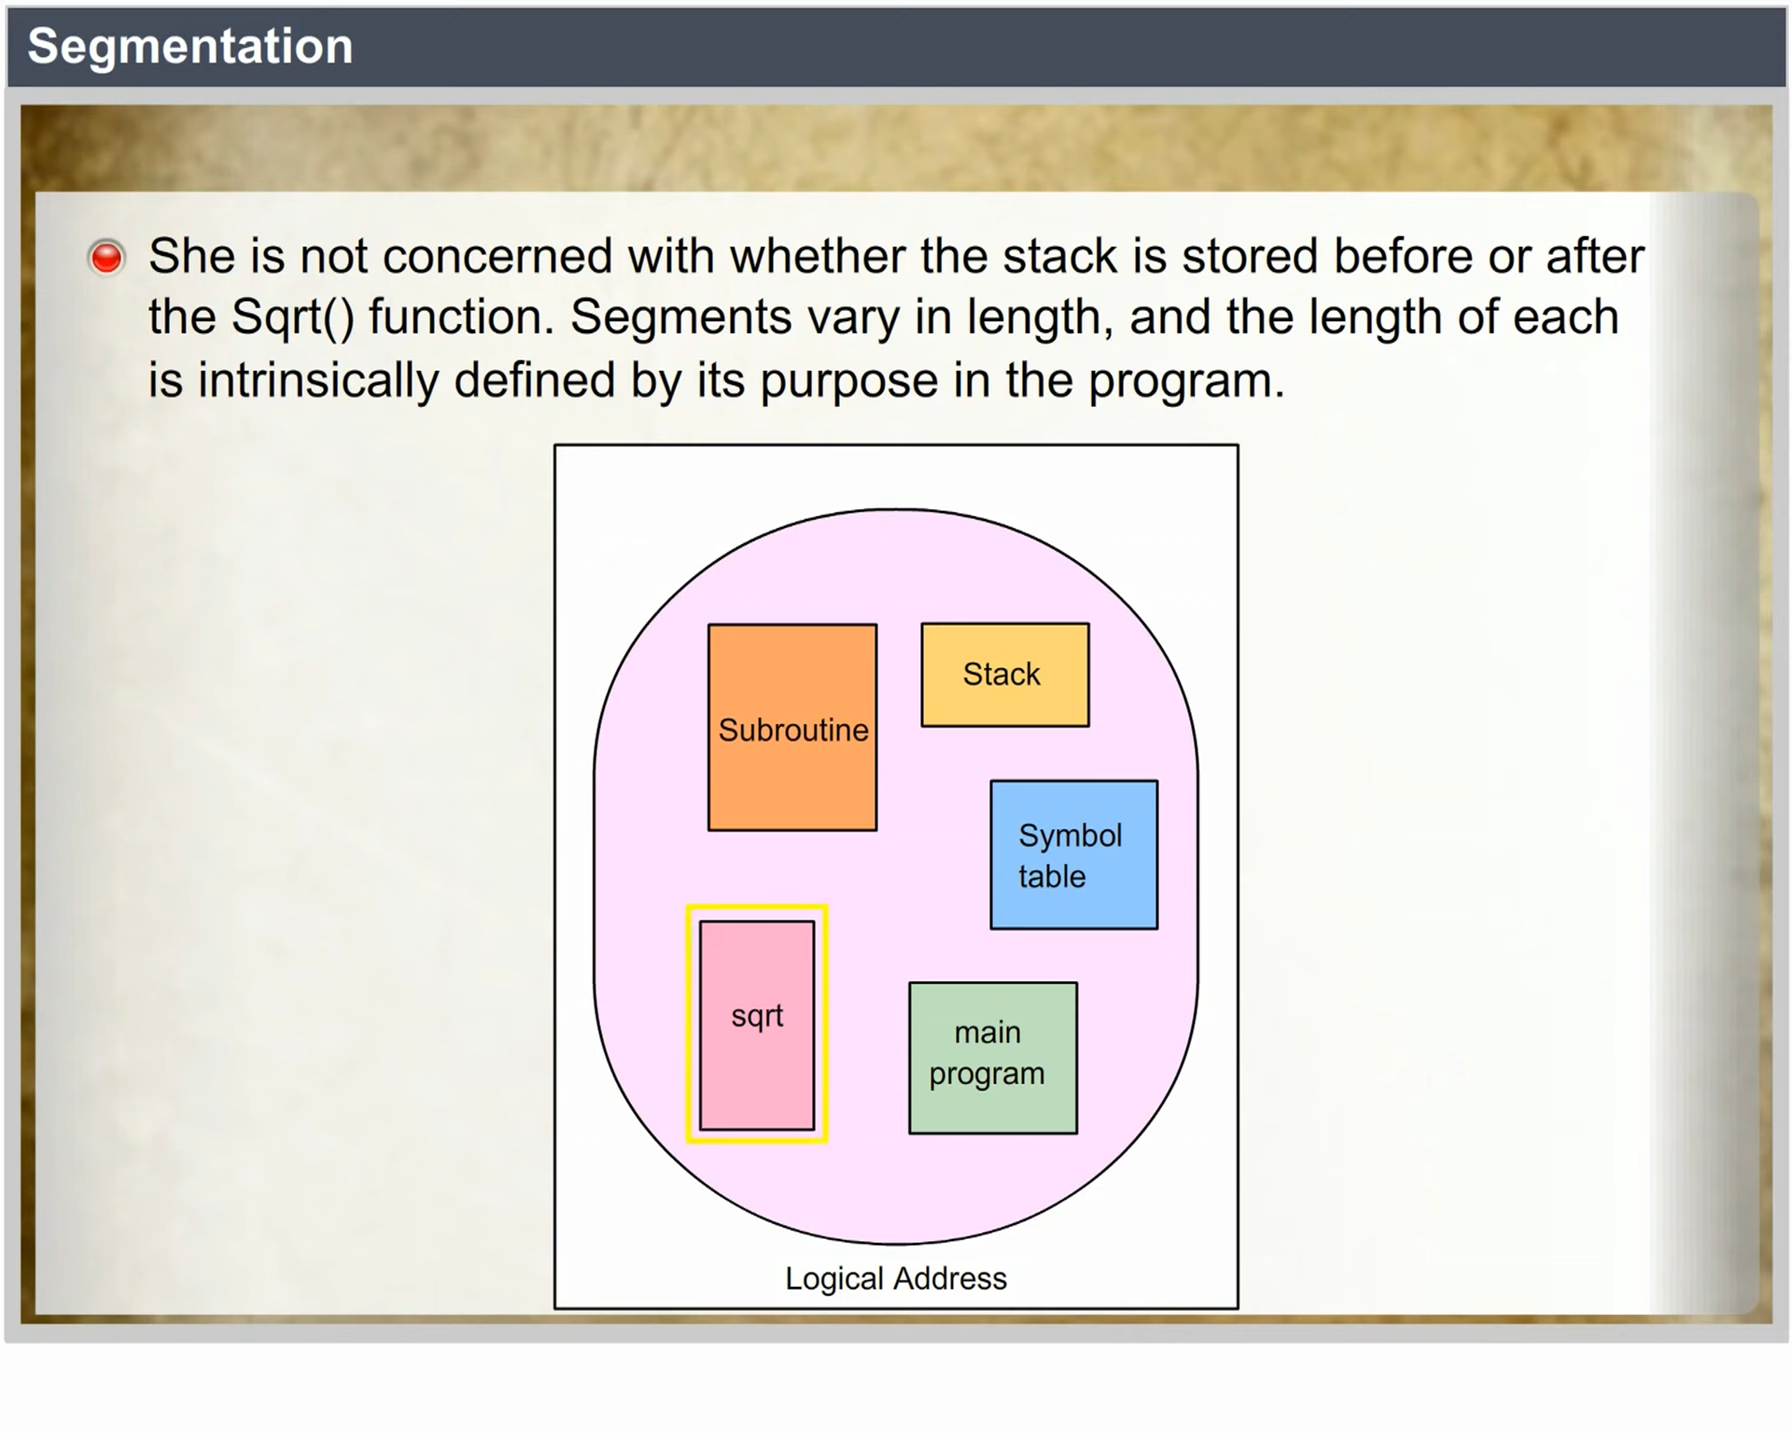 Segmentation
She is not concerned with whether the stack is stored before or after
the Sqrt() function. Segments vary in length, and the length of each
is intrinsically defined by its purpose in the program.
Subroutine
Stack
Symbol
table
sqrt
main
program
Logical Address